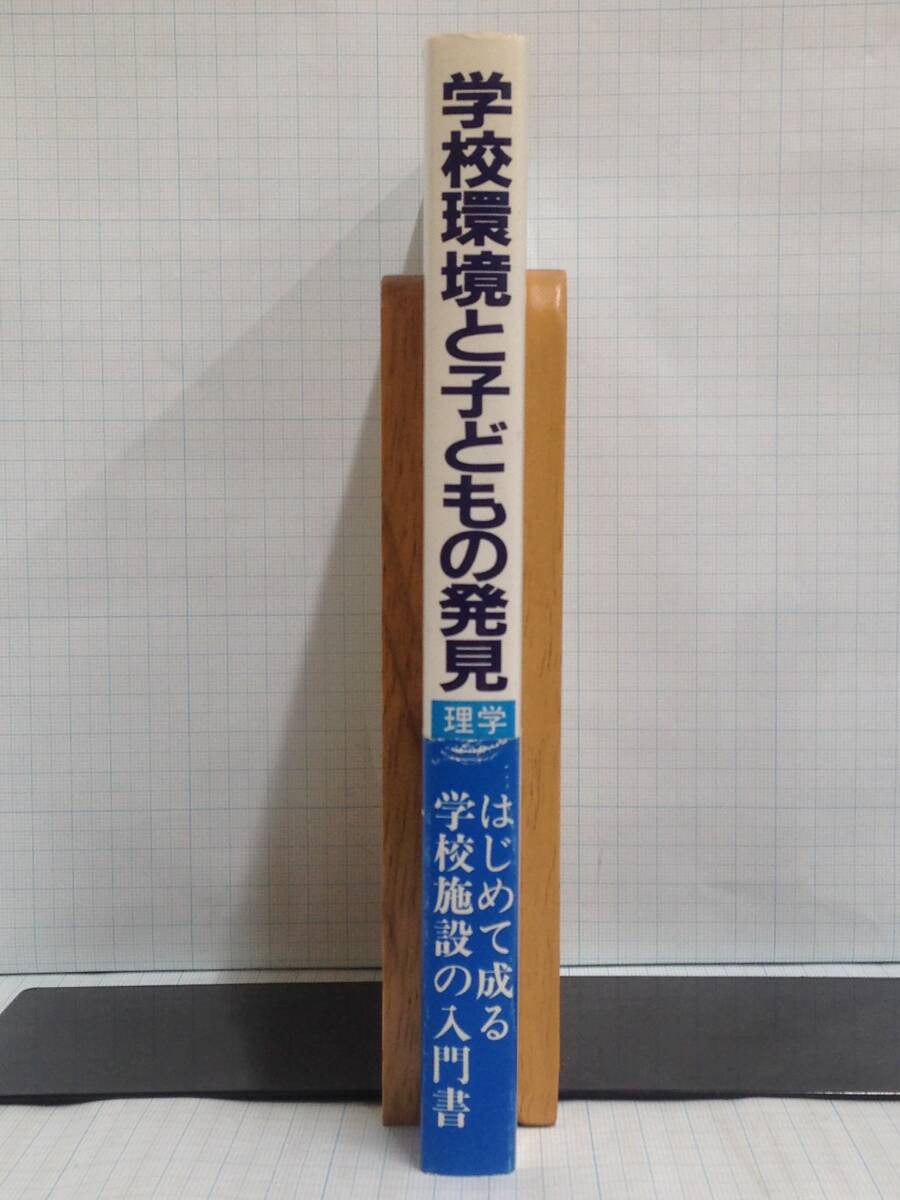 学校環境と子どもの発見
理学
はじめて成る
学校施設の入門書